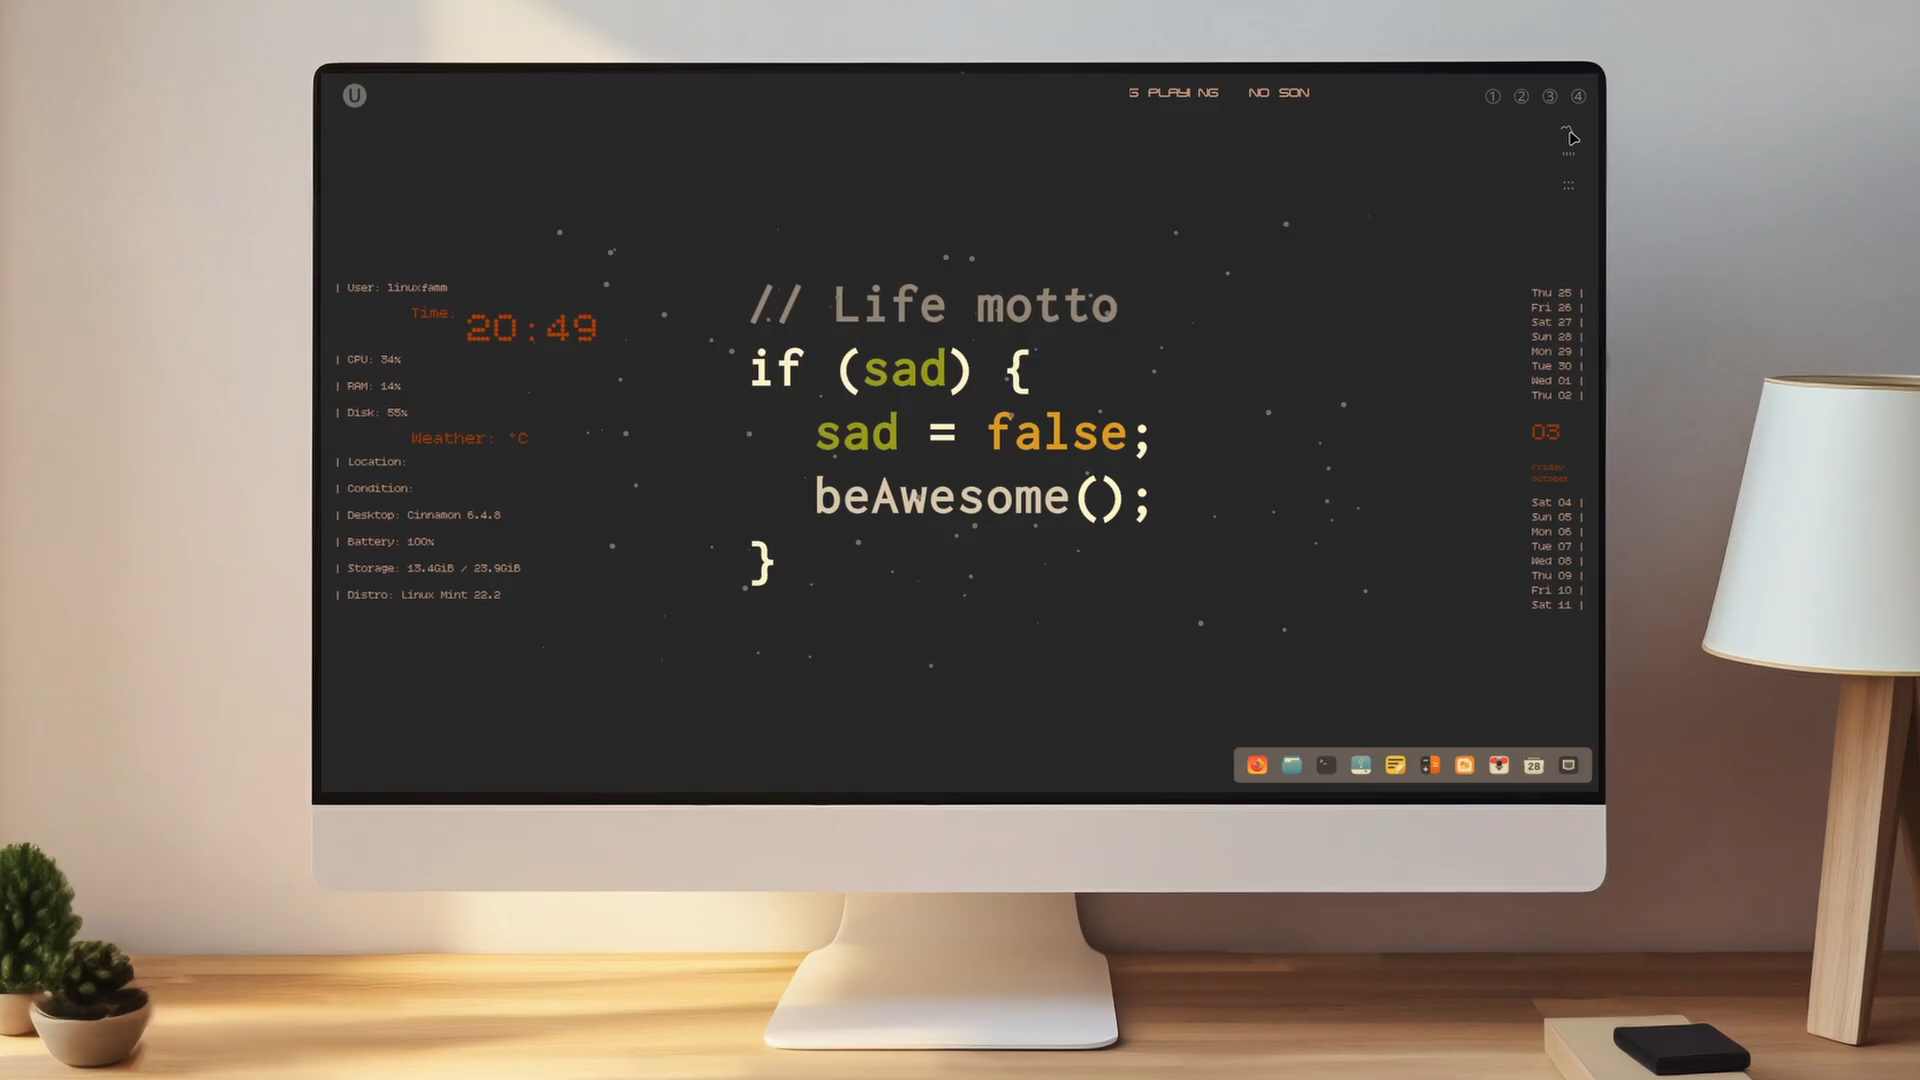 U
G PLAYI NG NO SON
1 2 3 4
| User: linuxfamm
Time: 20:49
| CPU: 34%
| RAM: 14%
| Disk: 55%
Weather: °C
| Location:
| Condition:
| Desktop: Cinnamon 6.4.8
| Battery: 100%
| Storage: 13.4GiB / 23.9GiB
| Distro: Linux Mint 22.2
// Life motto
if (sad) {
sad = false;
beAwesome();
}
Thu 25 |
Fri 26 |
Sat 27 |
Sun 28 |
Mon 29 |
Tue 30 |
Wed 01 |
Thu 02 |
03
Friday
October
Sat 04 |
Sun 05 |
Mon 06 |
Tue 07 |
Wed 08 |
Thu 09 |
Fri 10 |
Sat 11 |
28